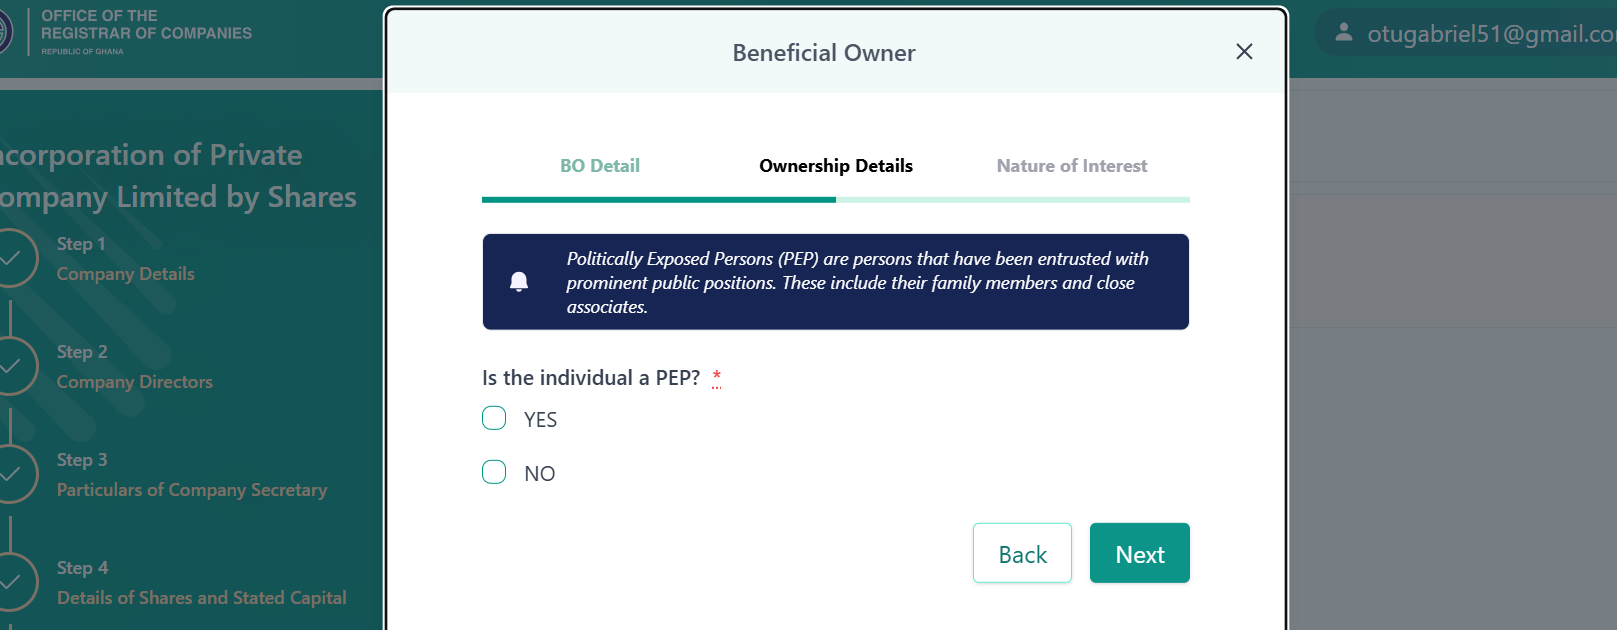 OFFICE OF THE
REGISTRAR OF COMPANIES
REPUBLIC OF GHANA
otugabriel51@gmail.co
ncorporation of Private
ompany Limited by Shares
Step 1
Company Details
Step 2
Company Directors
Step 3
Particulars of Company Secretary
Step 4
Details of Shares and Stated Capital
Beneficial Owner
BO Detail
Ownership Details
Nature of Interest
Politically Exposed Persons (PEP) are persons that have been entrusted with
prominent public positions. These include their family members and close
associates.
Is the individual a PEP? *
YES
NO
Back
Next